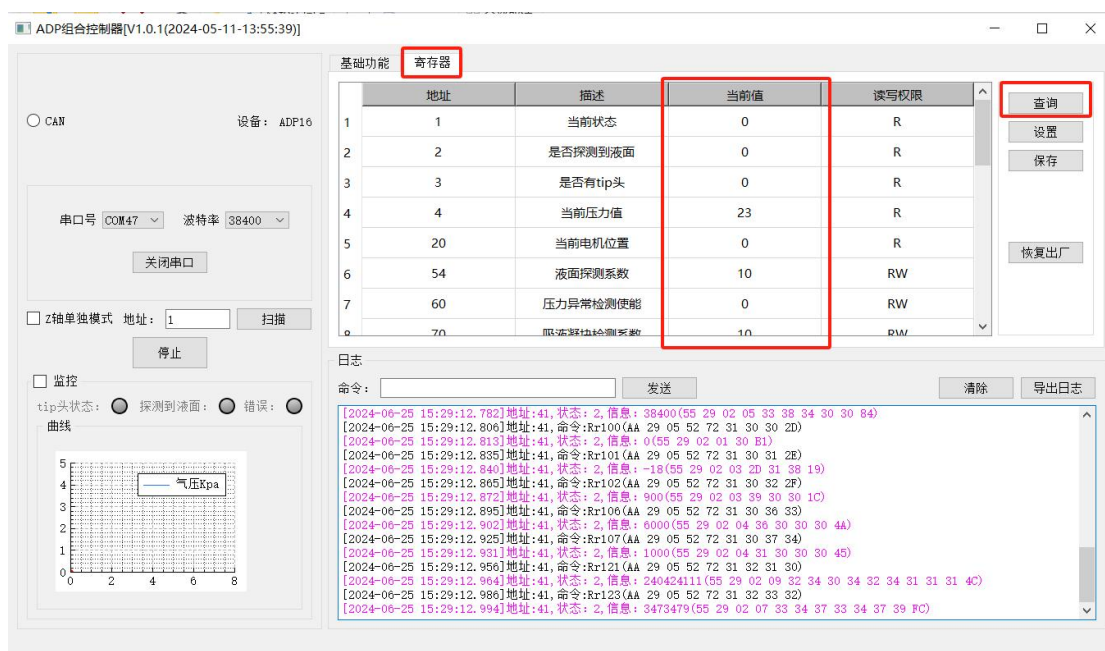 ADP组合控制器[V1.0.1(2024-05-11-13:55:39)]
CAN 设备: ADP16
串口号 COM47 波特率 38400
关闭串口
Z轴单独模式 地址: 1 扫描
停止
监控
tip头状态: 探测到液面: 错误:
曲线
气压Kpa
5
4
3
2
1
0
0 2 4 6 8
基础功能 寄存器
地址 描述 当前值 读写权限
1 1 当前状态 0 R
2 2 是否探测到液面 0 R
3 3 是否有tip头 0 R
4 4 当前压力值 23 R
5 20 当前电机位置 0 R
6 54 液面探测系数 10 RW
7 60 压力异常检测使能 0 RW
8 70 吸液凝块检测系数 10 RW
查询
设置
保存
恢复出厂
日志
命令: 发送 清除 导出日志
[2024-06-25 15:29:12.782]地址:41,状态: 2,信息: 38400(55 29 02 05 33 38 34 30 30 84)
[2024-06-25 15:29:12.806]地址:41,命令:Rr100(AA 29 05 52 72 31 30 30 2D)
[2024-06-25 15:29:12.813]地址:41,状态: 2,信息: 0(55 29 02 01 30 B1)
[2024-06-25 15:29:12.835]地址:41,命令:Rr101(AA 29 05 52 72 31 30 31 2E)
[2024-06-25 15:29:12.840]地址:41,状态: 2,信息: -18(55 29 02 03 2D 31 38 19)
[2024-06-25 15:29:12.865]地址:41,命令:Rr102(AA 29 05 52 72 31 30 32 2F)
[2024-06-25 15:29:12.872]地址:41,状态: 2,信息: 900(55 29 02 03 39 30 30 1C)
[2024-06-25 15:29:12.895]地址:41,命令:Rr106(AA 29 05 52 72 31 30 36 33)
[2024-06-25 15:29:12.902]地址:41,状态: 2,信息: 6000(55 29 02 04 36 30 30 30 4A)
[2024-06-25 15:29:12.925]地址:41,命令:Rr107(AA 29 05 52 72 31 30 37 34)
[2024-06-25 15:29:12.931]地址:41,状态: 2,信息: 1000(55 29 02 04 31 30 30 30 45)
[2024-06-25 15:29:12.956]地址:41,命令:Rr121(AA 29 05 52 72 31 32 31 30)
[2024-06-25 15:29:12.964]地址:41,状态: 2,信息: 240424111(55 29 02 09 32 34 30 34 32 34 31 31 31 4C)
[2024-06-25 15:29:12.986]地址:41,命令:Rr123(AA 29 05 52 72 31 32 33 32)
[2024-06-25 15:29:12.994]地址:41,状态: 2,信息: 3473479(55 29 02 07 33 34 37 33 34 37 39 FC)